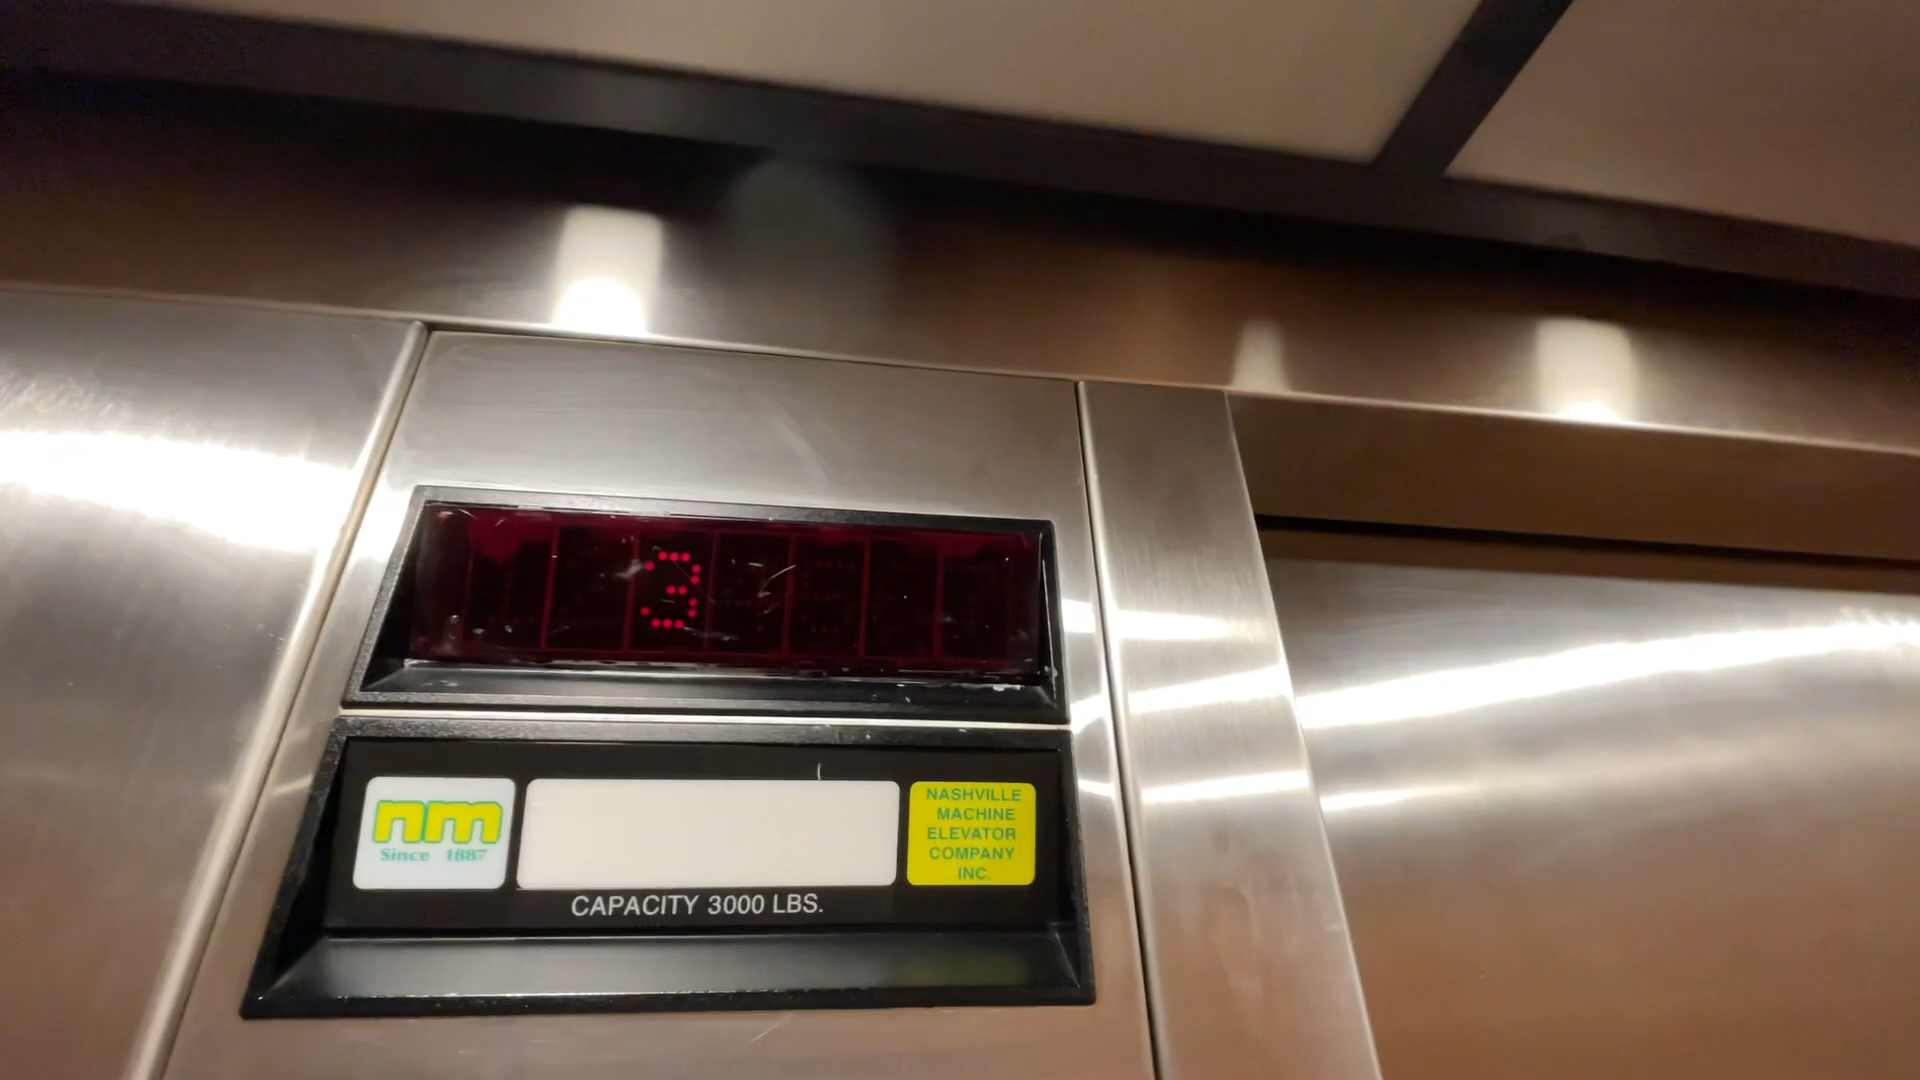 3
nm
Since 1887
NASHVILLE
MACHINE
ELEVATOR
COMPANY
INC.
CAPACITY 3000 LBS.